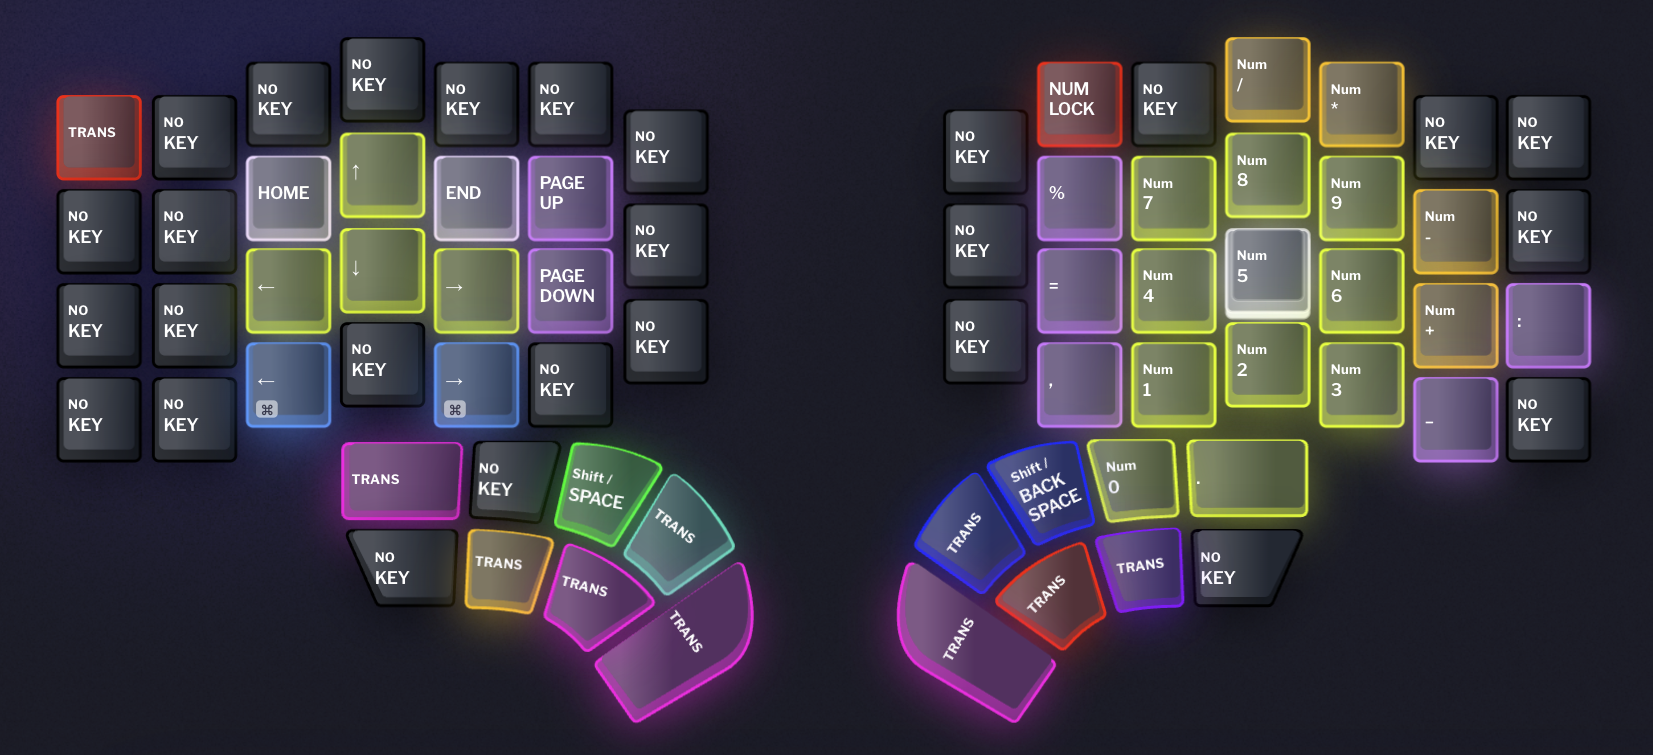 TRANS
NO
KEY
NO
KEY
NO
KEY
NO
KEY
NO
KEY
NO
KEY
NO
KEY
NO
KEY
HOME
↑
END
PAGE
UP
NO
KEY
NO
KEY
NO
KEY
←
↓
→
PAGE
DOWN
NO
KEY
NO
KEY
NO
KEY
←
⌘
NO
KEY
→
⌘
NO
KEY
TRANS
NO
KEY
Shift /
SPACE
TRANS
NO
KEY
TRANS
TRANS
TRANS
NO
KEY
NUM
LOCK
NO
KEY
Num
/
Num
*
NO
KEY
NO
KEY
NO
KEY
%
Num
7
Num
8
Num
9
Num
-
NO
KEY
NO
KEY
=
Num
4
Num
5
Num
6
Num
+
:
,
Num
1
Num
2
Num
3
–
NO
KEY
TRANS
Shift /
BACK
SPACE
Num
0
.
TRANS
TRANS
TRANS
NO
KEY